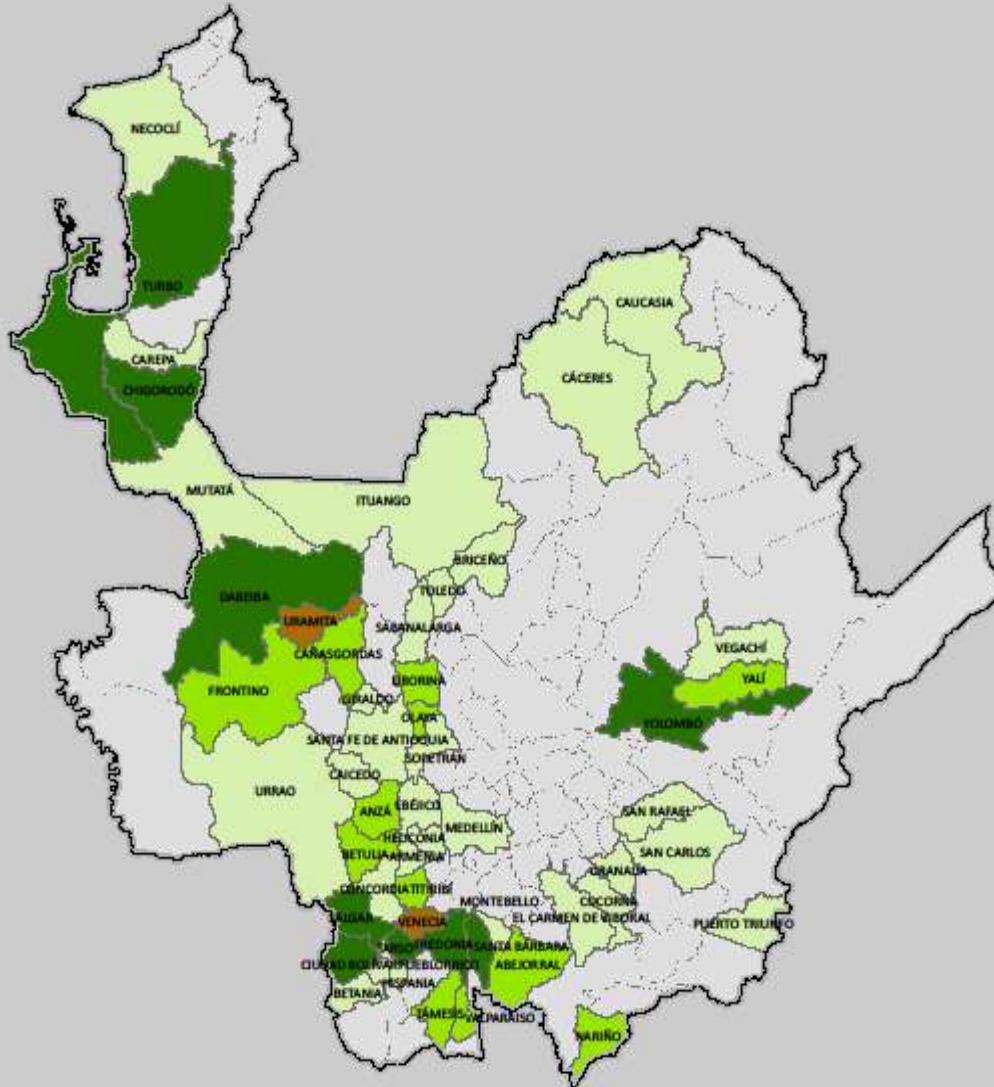 NECOCLÍ
TURBO
CAUCASIA
CAREPA
CÁCERES
CHIGORODÓ
MUTATÁ
ITUANGO
BRICEÑO
DABEIBA
TOLEDO
URAMITA
SABANALARGA
VEGACHÍ
CAÑASGORDAS
YALÍ
LIBORINA
FRONTINO
GIRALDO
OLAYA
YOLOMBÓ
SANTA FE DE ANTIOQUIA
SOPETRÁN
CAICEDO
URRAO
EBÉJICO
ANZÁ
SAN RAFAEL
MEDELLÍN
HELICONIA
SAN CARLOS
BETULIA
ARMENIA
GRANADA
CONCORDIA
TITIRIBÍ
MONTEBELLO
COCORNÁ
SALGAR
EL CARMEN DE VIBORAL
VENECIA
PUERTO TRIUNFO
TARSO
FREDONIA
SANTA BÁRBARA
CIUDAD BOLÍVAR
PUEBLORRICO
ABEJORRAL
HISPANIA
BETANIA
TÁMESIS
VALPARAÍSO
NARIÑO